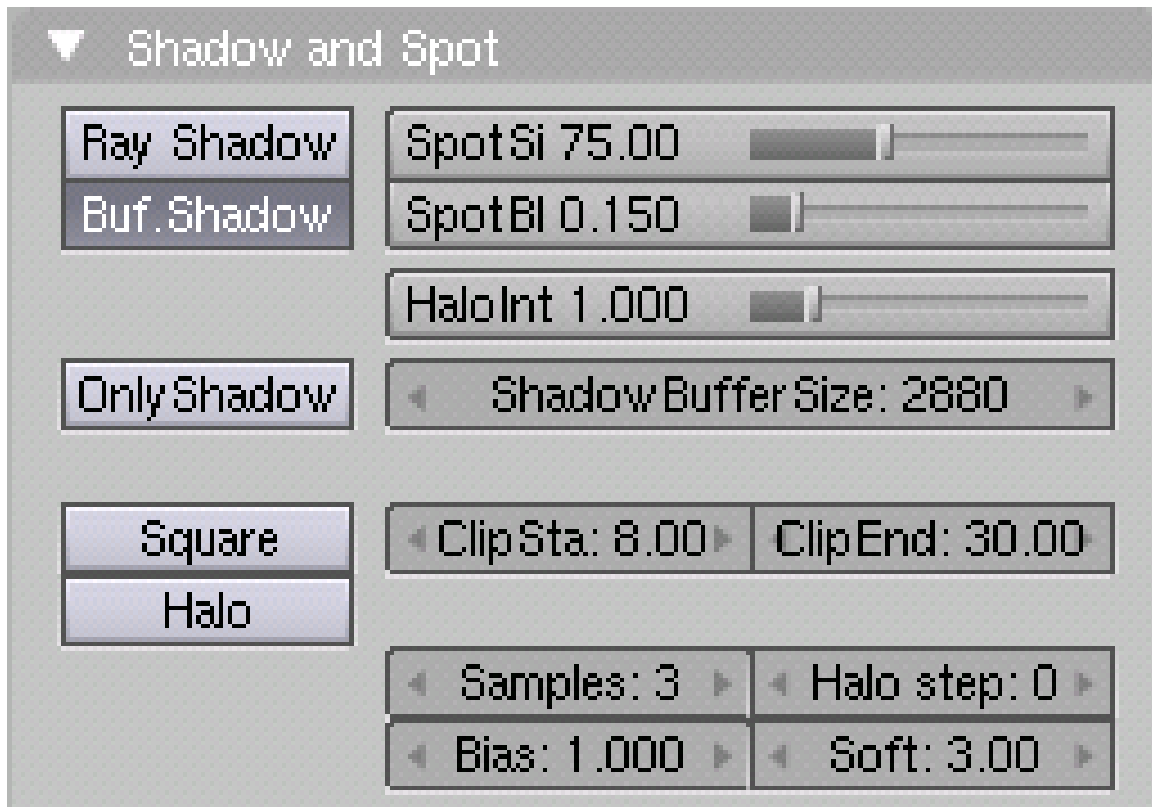 Shadow and Spot
Ray Shadow
SpotSi 75.00
Buf.Shadow
SpotBl 0.150
HaloInt 1.000
OnlyShadow
ShadowBufferSize: 2880
Square
ClipSta: 8.00
ClipEnd: 30.00
Halo
Samples: 3
Halo step: 0
Bias: 1.000
Soft: 3.00